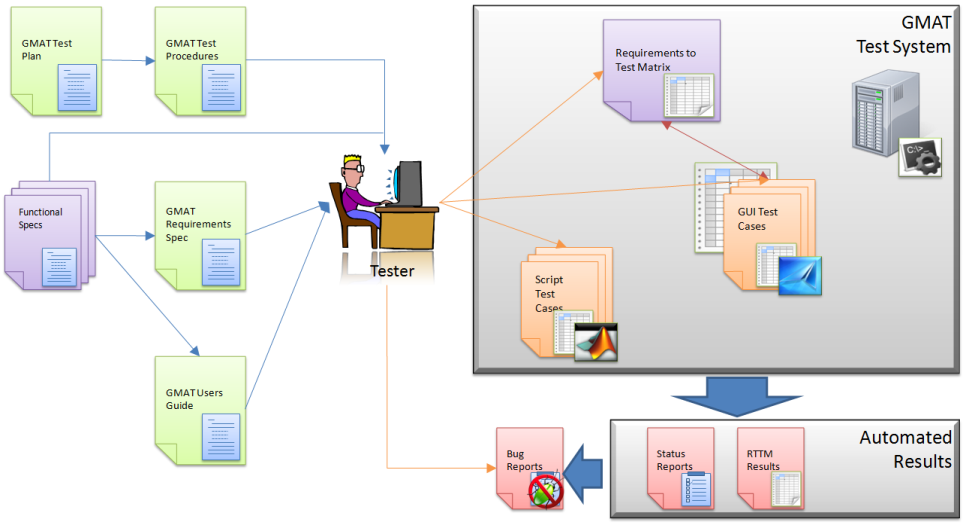 GMAT Test
Plan
GMAT Test
Procedures
Functional
Specs
GMAT
Requirements
Spec
GMAT Users
Guide
Tester
GMAT
Test System
Requirements to
Test Matrix
C:\>_
GUI Test
Cases
Script
Test
Cases
Bug
Reports
Automated
Results
Status
Reports
RTTM
Results